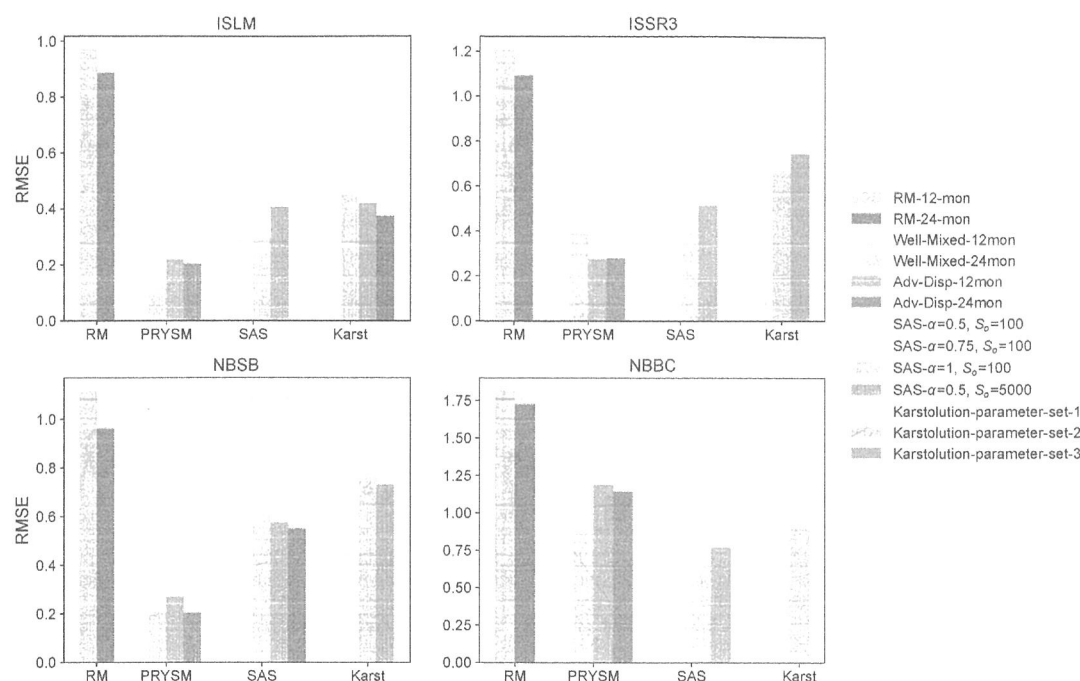 ISLM
1.0
0.8
0.6
0.4
0.2
0.0
RMSE
RM PRYSM SAS Karst
ISSR3
1.2
1.0
0.8
0.6
0.4
0.2
0.0
RM PRYSM SAS Karst
NBSB
1.0
0.8
0.6
0.4
0.2
0.0
RMSE
RM PRYSM SAS Karst
NBBC
1.75
1.50
1.25
1.00
0.75
0.50
0.25
0.00
RM PRYSM SAS Karst
RM-12-mon
RM-24-mon
Well-Mixed-12mon
Well-Mixed-24mon
Adv-Disp-12mon
Adv-Disp-24mon
SAS-α=0.5, Sₒ=100
SAS-α=0.75, Sₒ=100
SAS-α=1, Sₒ=100
SAS-α=0.5, Sₒ=5000
Karstolution-parameter-set-1
Karstolution-parameter-set-2
Karstolution-parameter-set-3